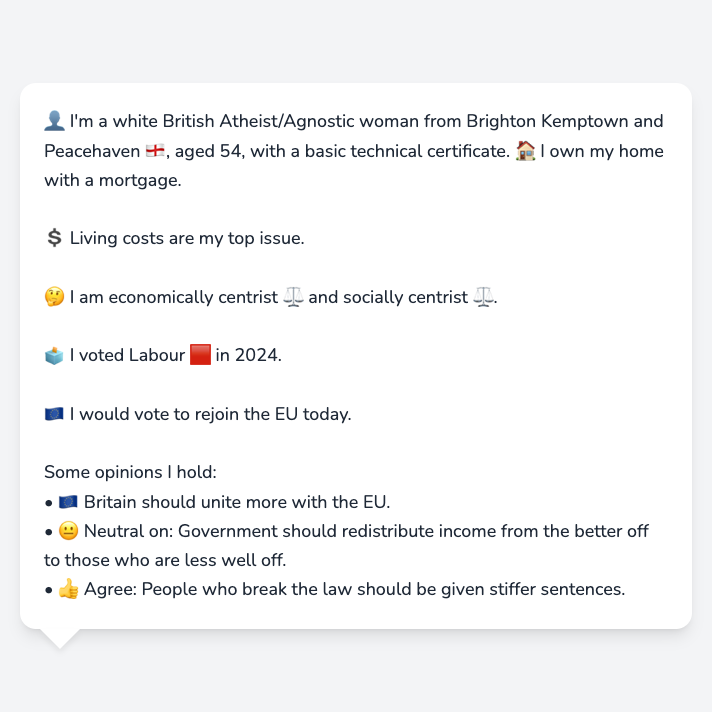 👤 I'm a white British Atheist/Agnostic woman from Brighton Kemptown and
Peacehaven 🏴󠁧󠁢󠁥󠁮󠁧󠁿, aged 54, with a basic technical certificate. 🏠 I own my home
with a mortgage.
💲 Living costs are my top issue.
🤔 I am economically centrist ⚖️ and socially centrist ⚖️.
🗳️ I voted Labour 🟥 in 2024.
🇪🇺 I would vote to rejoin the EU today.
Some opinions I hold:
• 🇪🇺 Britain should unite more with the EU.
• 😐 Neutral on: Government should redistribute income from the better off
to those who are less well off.
• 👍 Agree: People who break the law should be given stiffer sentences.